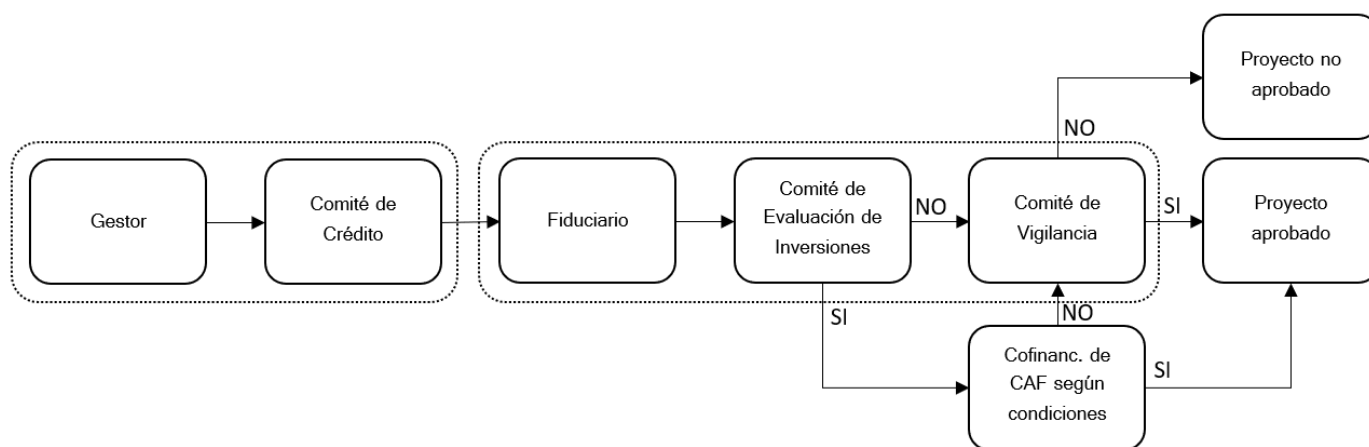 Proyecto no
aprobado
NO
Gestor
Comité de
Crédito
Fiduciario
Comité de
Evaluación de
Inversiones
NO
Comité de
Vigilancia
SI
Proyecto
aprobado
SI
NO
Cofinanc. de
CAF según
condiciones
SI